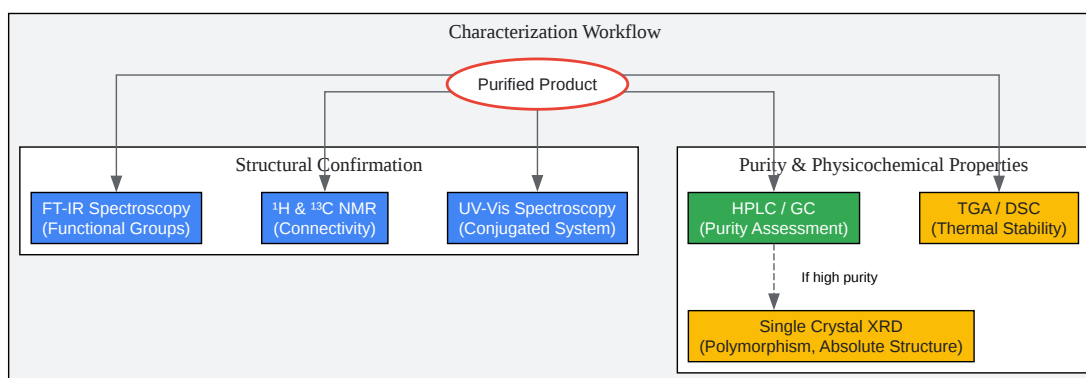 Characterization Workflow
Purified Product
Structural Confirmation
Purity & Physicochemical Properties
FT-IR Spectroscopy
(Functional Groups)
¹H & ¹³C NMR
(Connectivity)
UV-Vis Spectroscopy
(Conjugated System)
HPLC / GC
(Purity Assessment)
TGA / DSC
(Thermal Stability)
If high purity
Single Crystal XRD
(Polymorphism, Absolute Structure)